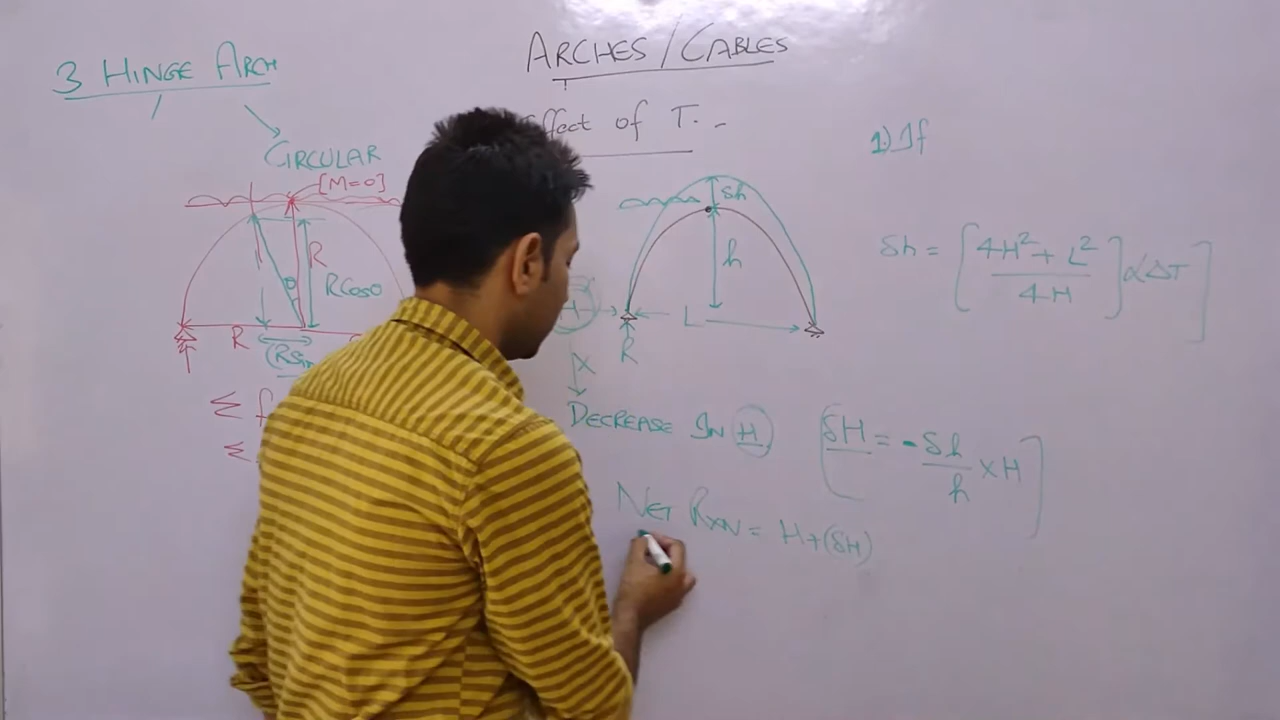 ARCHES / CABLES
3 HINGE ARCH
Effect of T. -
CIRCULAR
[M=0]
R
RCosθ
θ
R
Σ
Σ
δh
h
L
R
1.) If
δh = [4H² + L² / 4H] αΔT]
DECREASE IN H
[δH = - δh / h × H]
NET RXN = H+(δH)